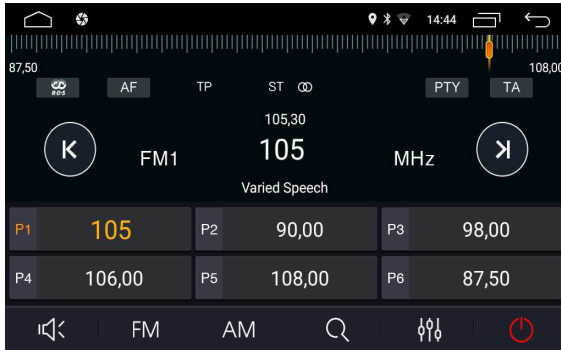 14:44
87,50
108,00
RDS
AF
TP
ST
PTY
TA
105,30
FM1
105
MHz
Varied Speech
P1 105
P2 90,00
P3 98,00
P4 106,00
P5 108,00
P6 87,50
FM
AM